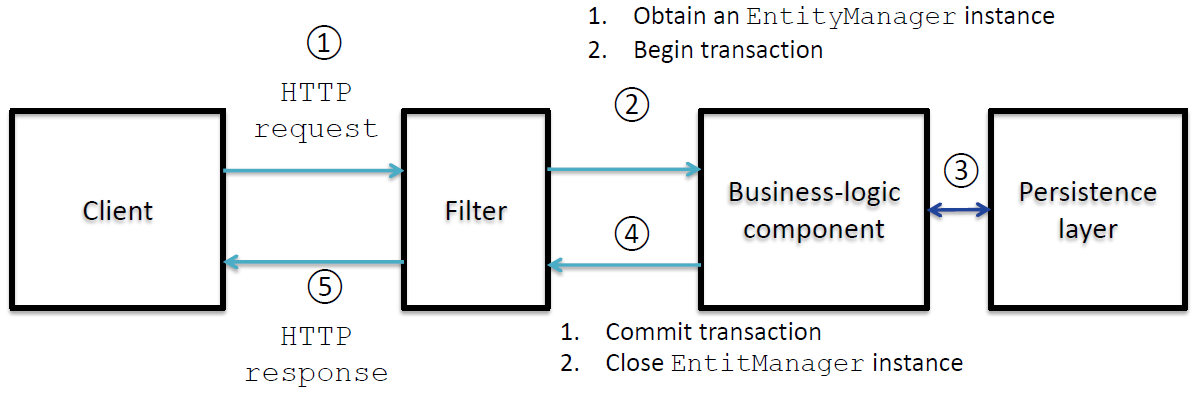 1. Obtain an EntityManager instance
2. Begin transaction
①
HTTP
request
②
Client
Filter
Business-logic
component
③
Persistence
layer
④
⑤
HTTP
response
1. Commit transaction
2. Close EntitManager instance